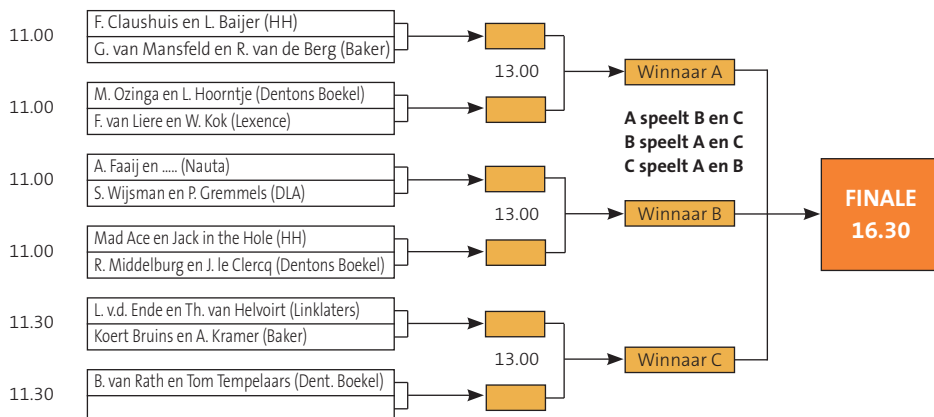 11.00
F. Claushuis en L. Baijer (HH)
G. van Mansfeld en R. van de Berg (Baker)
13.00
Winnaar A
11.00
M. Ozinga en L. Hoorntje (Dentons Boekel)
F. van Liere en W. Kok (Lexence)
A speelt B en C
B speelt A en C
C speelt A en B
11.00
A. Faaij en ..... (Nauta)
S. Wijsman en P. Gremmels (DLA)
13.00
Winnaar B
FINALE
16.30
11.00
Mad Ace en Jack in the Hole (HH)
R. Middelburg en J. le Clercq (Dentons Boekel)
11.30
L. v.d. Ende en Th. van Helvoirt (Linklaters)
Koert Bruins en A. Kramer (Baker)
13.00
Winnaar C
11.30
B. van Rath en Tom Tempelaars (Dent. Boekel)